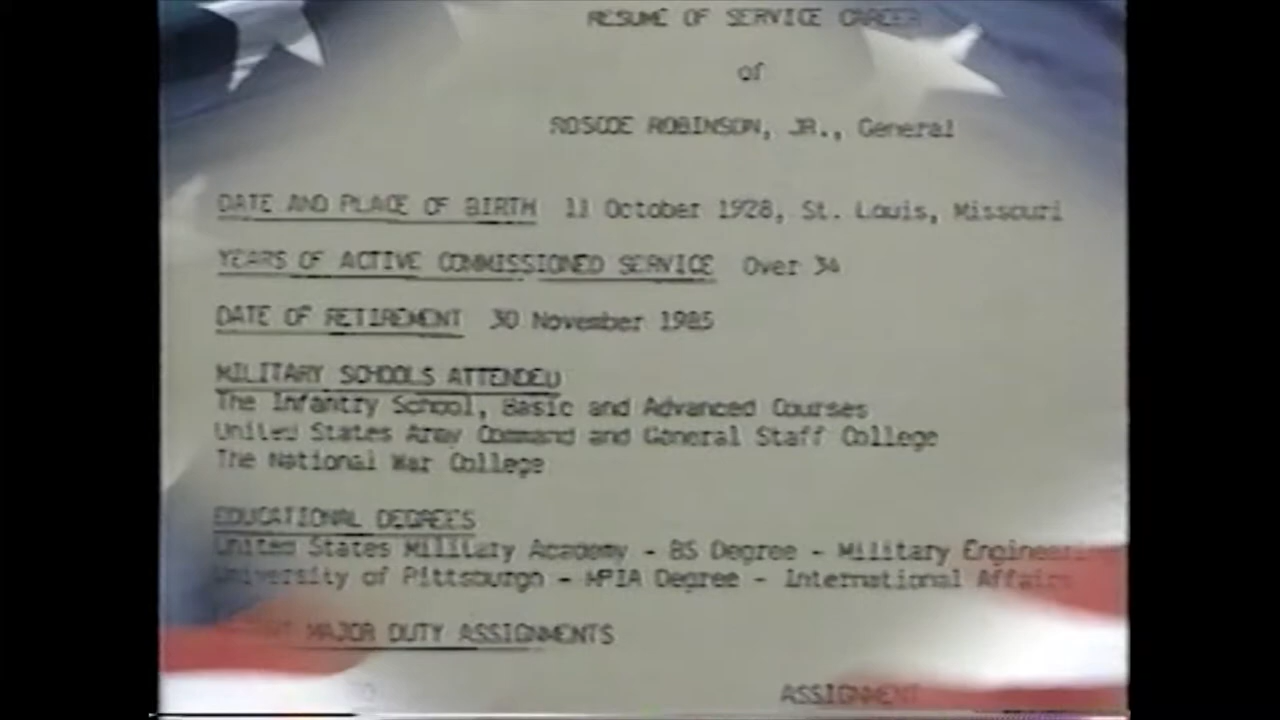 RESUME OF SERVICE CAREER
of
ROSCOE ROBINSON, JR., General
DATE AND PLACE OF BIRTH 11 October 1928, St. Louis, Missouri
YEARS OF ACTIVE COMMISSIONED SERVICE Over 34
DATE OF RETIREMENT 30 November 1985
MILITARY SCHOOLS ATTENDED
The Infantry School, Basic and Advanced Courses
United States Army Command and General Staff College
The National War College
EDUCATIONAL DEGREES
United States Military Academy - BS Degree - Military Engineeri
University of Pittsburgh - MPIA Degree - International Affairs
MAJOR DUTY ASSIGNMENTS
ASSIGNMENT